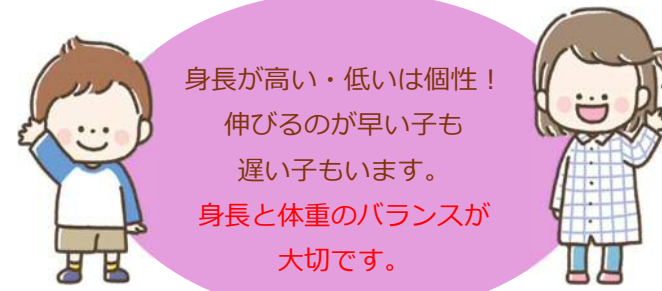 身長が高い・低いは個性！
伸びるのが早い子も
遅い子もいます。
身長と体重のバランスが
大切です。